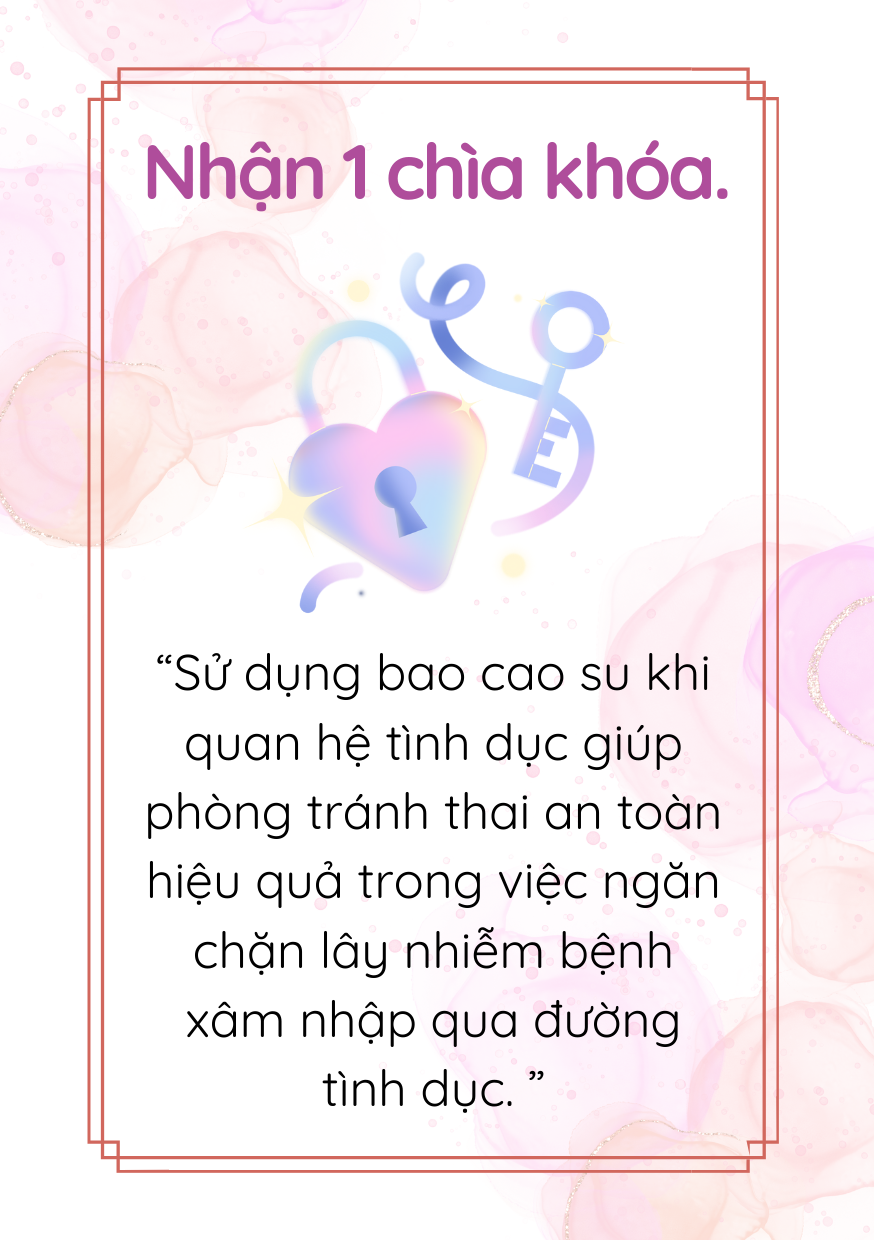 Nhận 1 chìa khóa.
“Sử dụng bao cao su khi
quan hệ tình dục giúp
phòng tránh thai an toàn
hiệu quả trong việc ngăn
chặn lây nhiễm bệnh
xâm nhập qua đường
tình dục. ”